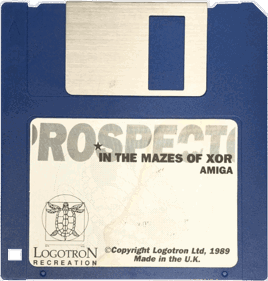 PROSPECTO
IN THE MAZES OF XOR
AMIGA
LOGOTRON
RECREATION
©Copyright Logotron Ltd, 1989
Made in the U.K.